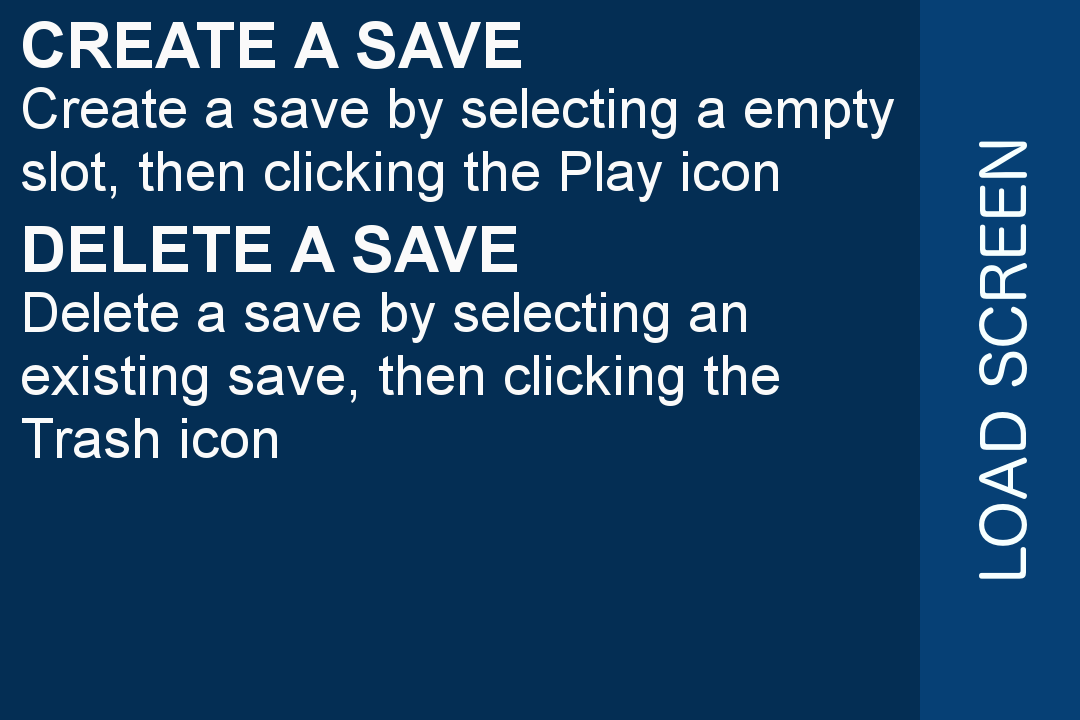 CREATE A SAVE
Create a save by selecting a empty
slot, then clicking the Play icon
DELETE A SAVE
Delete a save by selecting an
existing save, then clicking the
Trash icon
LOAD SCREEN